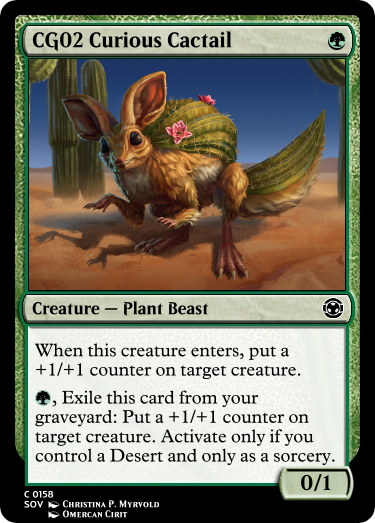 CG02 Curious Cactail
Creature — Plant Beast
When this creature enters, put a
+1/+1 counter on target creature.
, Exile this card from your
graveyard: Put a +1/+1 counter on
target creature. Activate only if you
control a Desert and only as a sorcery.
0/1
C 0158
SOV Christina P. Myrvold
Omercan Cirit